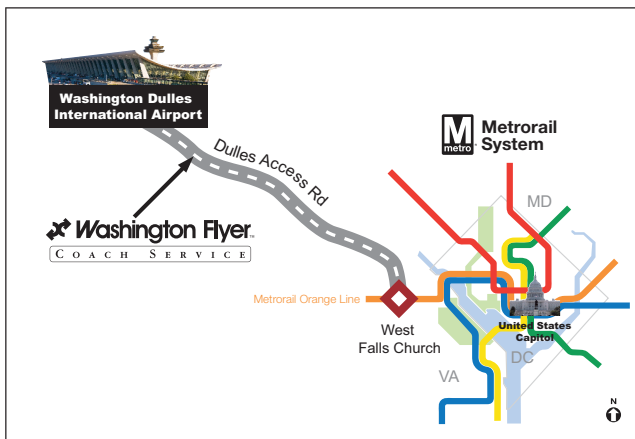 Washington Dulles
International Airport
Dulles Access Rd
M
metro
Metrorail
System
MD
Washington Flyer™
COACH SERVICE
Metrorail Orange Line
West
Falls Church
United States
Capitol
DC
VA
N